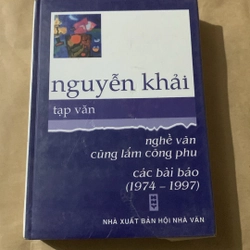 nguyễn khải
tạp văn
nghề văn
cũng lắm công phu
các bài báo
(1974 - 1997)
NHÀ XUẤT BẢN HỘI NHÀ VĂN